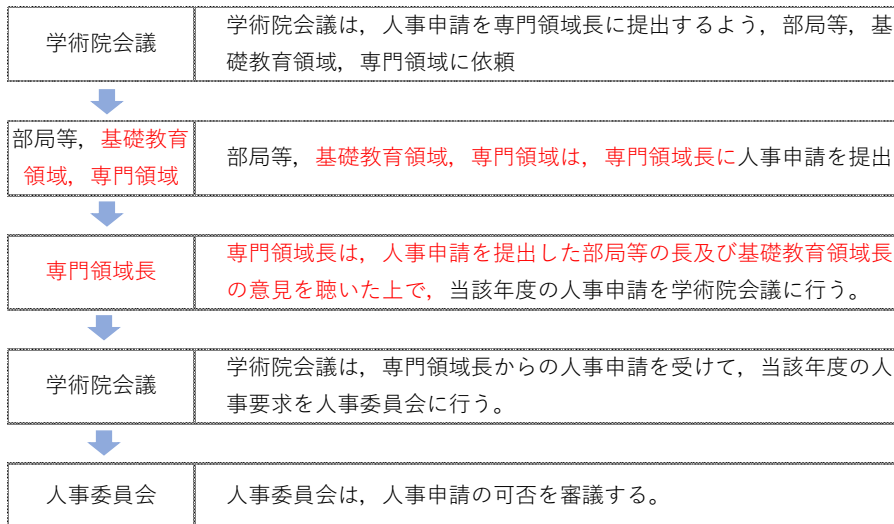 学術院会議
学術院会議は，人事申請を専門領域長に提出するよう，部局等，基
礎教育領域，専門領域に依頼
部局等，基礎教育
領域，専門領域
部局等，基礎教育領域，専門領域は，専門領域長に人事申請を提出
専門領域長
専門領域長は，人事申請を提出した部局等の長及び基礎教育領域長
の意見を聴いた上で，当該年度の人事申請を学術院会議に行う。
学術院会議
学術院会議は，専門領域長からの人事申請を受けて，当該年度の人
事要求を人事委員会に行う。
人事委員会
人事委員会は，人事申請の可否を審議する。